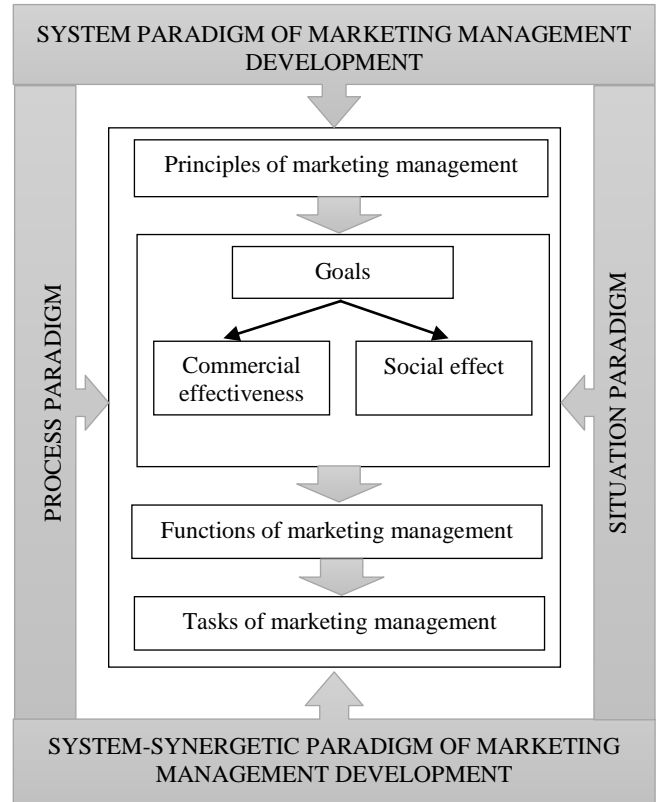 SYSTEM PARADIGM OF MARKETING MANAGEMENT
DEVELOPMENT
PROCESS PARADIGM
Principles of marketing management
Goals
Commercial
effectiveness
Social effect
Functions of marketing management
Tasks of marketing management
SITUATION PARADIGM
SYSTEM-SYNERGETIC PARADIGM OF MARKETING
MANAGEMENT DEVELOPMENT